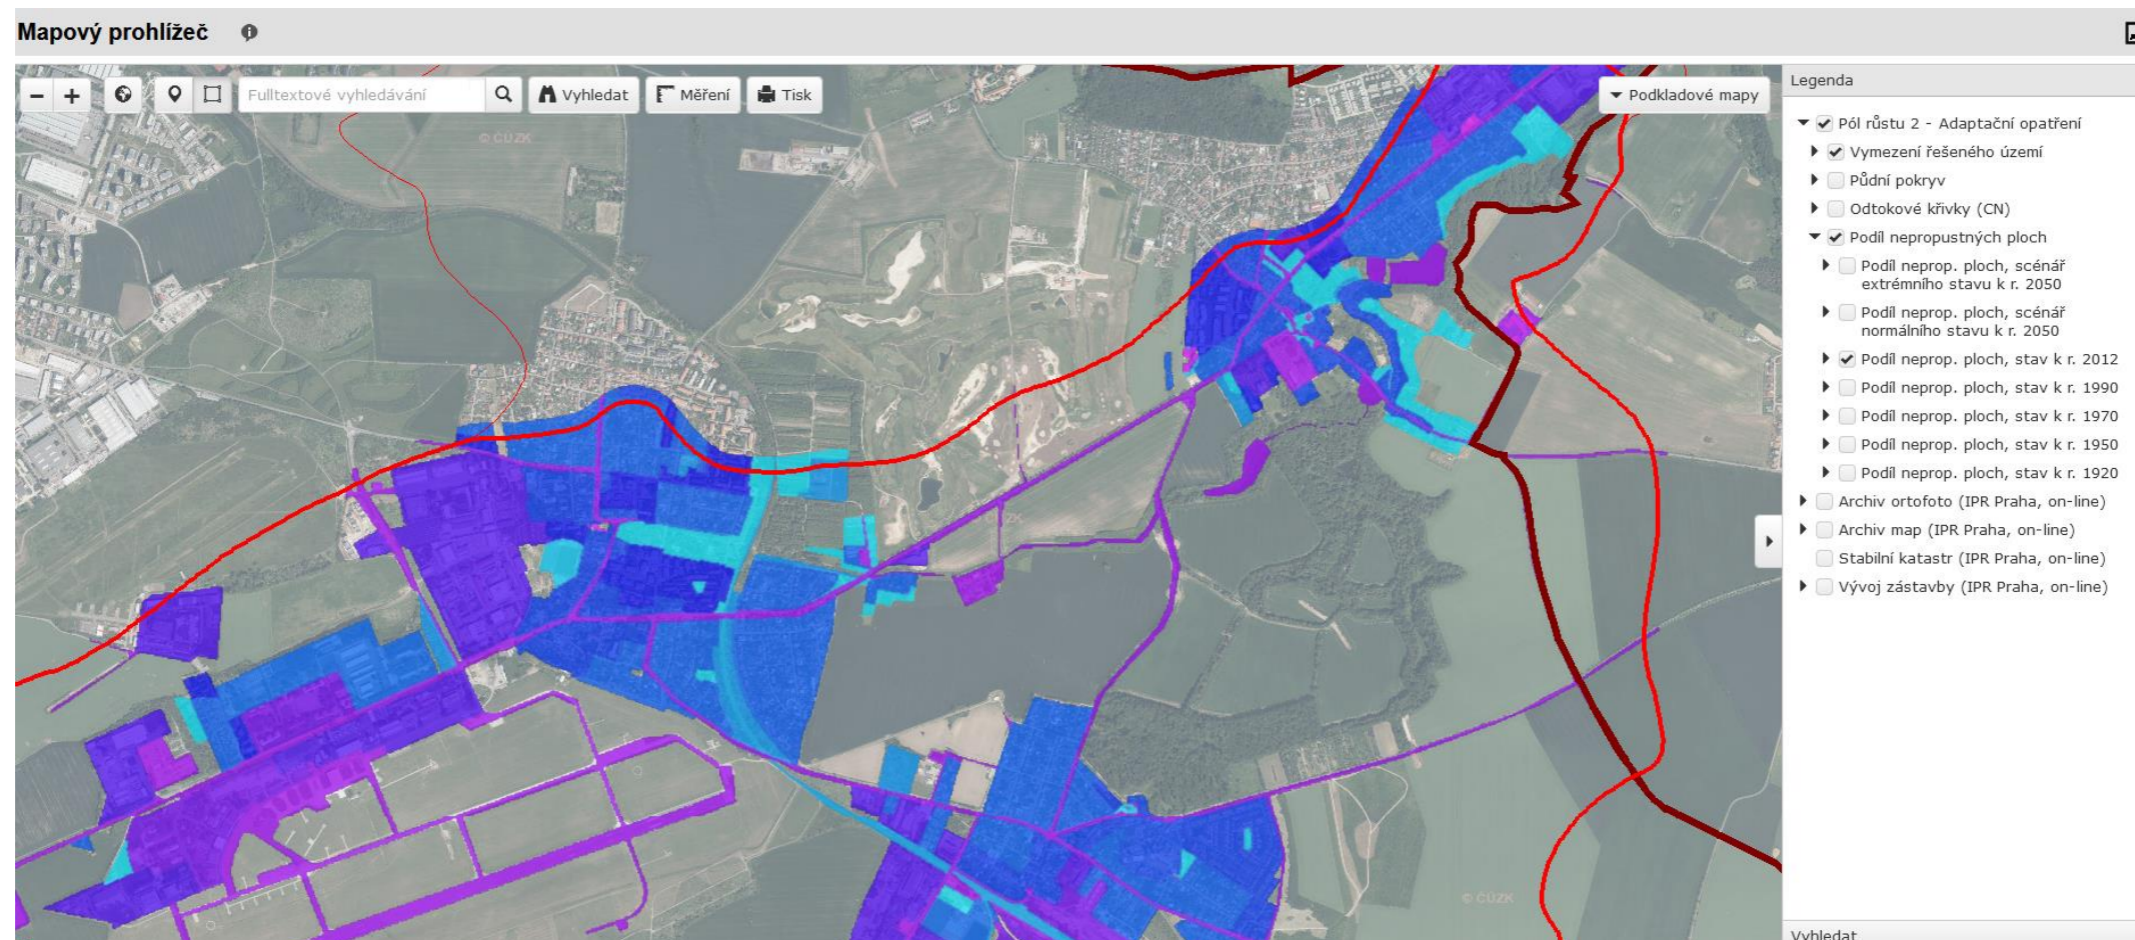 Mapový prohlížeč
Fulltextové vyhledávání
Vyhledat
Měření
Tisk
Podkladové mapy
© ČÚZK
© ČÚZK
Legenda
Pól růstu 2 - Adaptační opatření
Vymezení řešeného území
Půdní pokryv
Odtokové křivky (CN)
Podíl nepropustných ploch
Podíl neprop. ploch, scénář
extrémního stavu k r. 2050
Podíl neprop. ploch, scénář
normálního stavu k r. 2050
Podíl neprop. ploch, stav k r. 2012
Podíl neprop. ploch, stav k r. 1990
Podíl neprop. ploch, stav k r. 1970
Podíl neprop. ploch, stav k r. 1950
Podíl neprop. ploch, stav k r. 1920
Archiv ortofoto (IPR Praha, on-line)
Archiv map (IPR Praha, on-line)
Stabilní katastr (IPR Praha, on-line)
Vývoj zástavby (IPR Praha, on-line)
Vyhledat